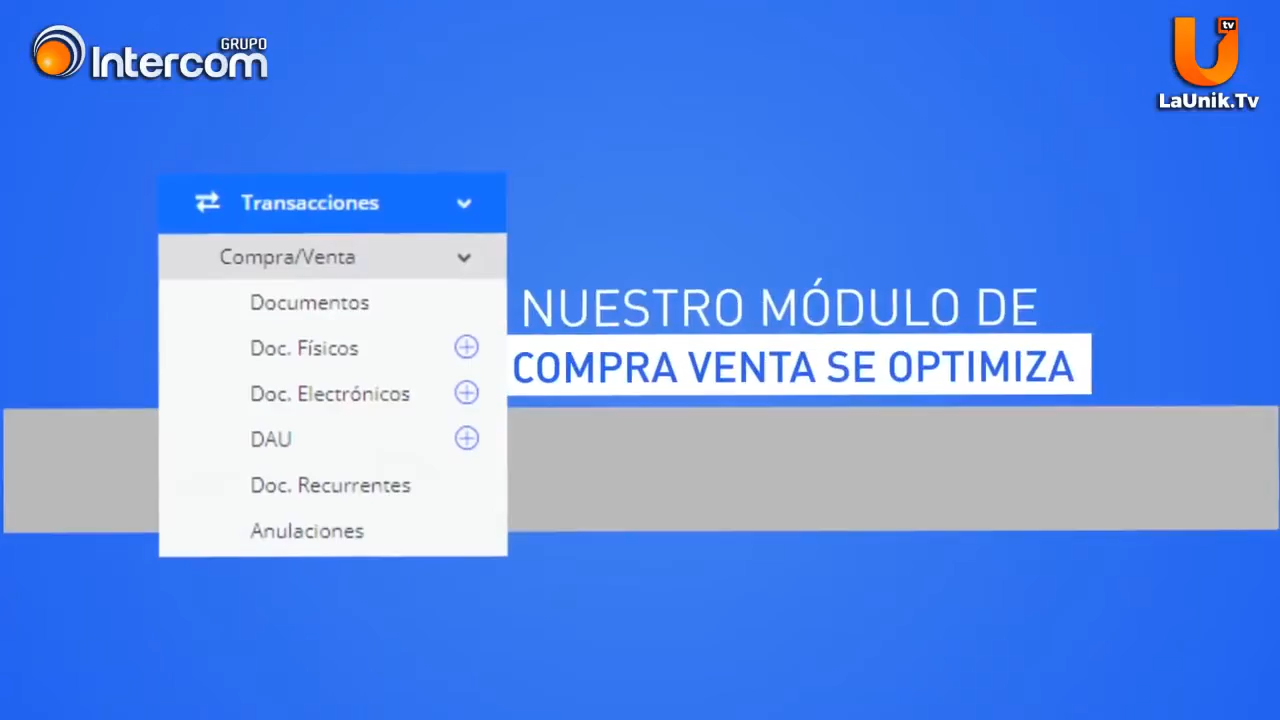 GRUPO
Intercom
tv
LaUnik.Tv
Transacciones
Compra/Venta
Documentos
Doc. Físicos
Doc. Electrónicos
DAU
Doc. Recurrentes
Anulaciones
NUESTRO MÓDULO DE
COMPRA VENTA SE OPTIMIZA